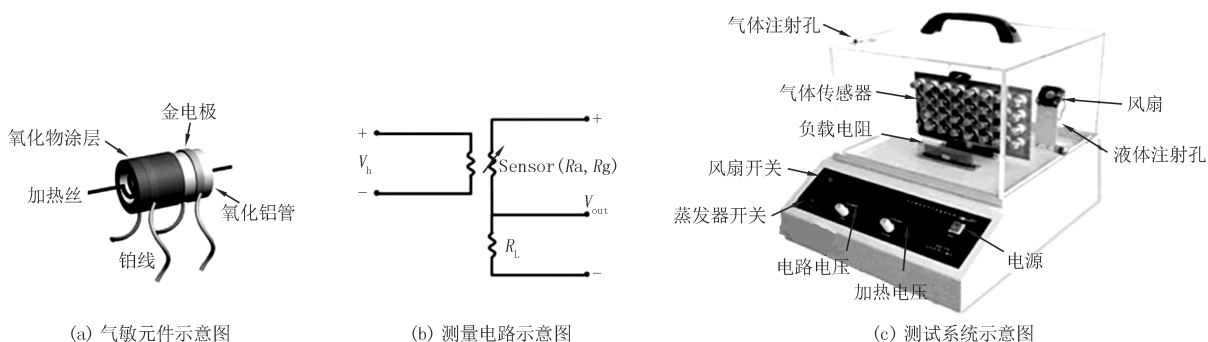 金电极
氧化物涂层
加热丝
氧化铝管
铂线
(a) 气敏元件示意图
+
Vh
−
Sensor(Ra, Rg)
+
Vout
RL
−
(b) 测量电路示意图
气体注射孔
气体传感器
风扇
负载电阻
液体注射孔
风扇开关
蒸发器开关
电路电压
电源
加热电压
(c) 测试系统示意图